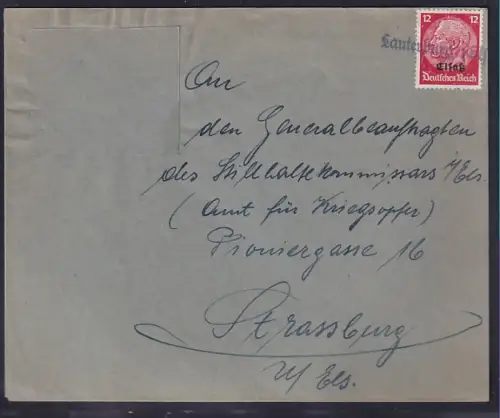 12 12
Elsaß
Deutsches Reich
An
den Generalbeauftragten
des Stillhaltekommissars i/Els.
(Amt für Kriegsopfer)
Pioniergasse 16
Strassburg
i/ Els.